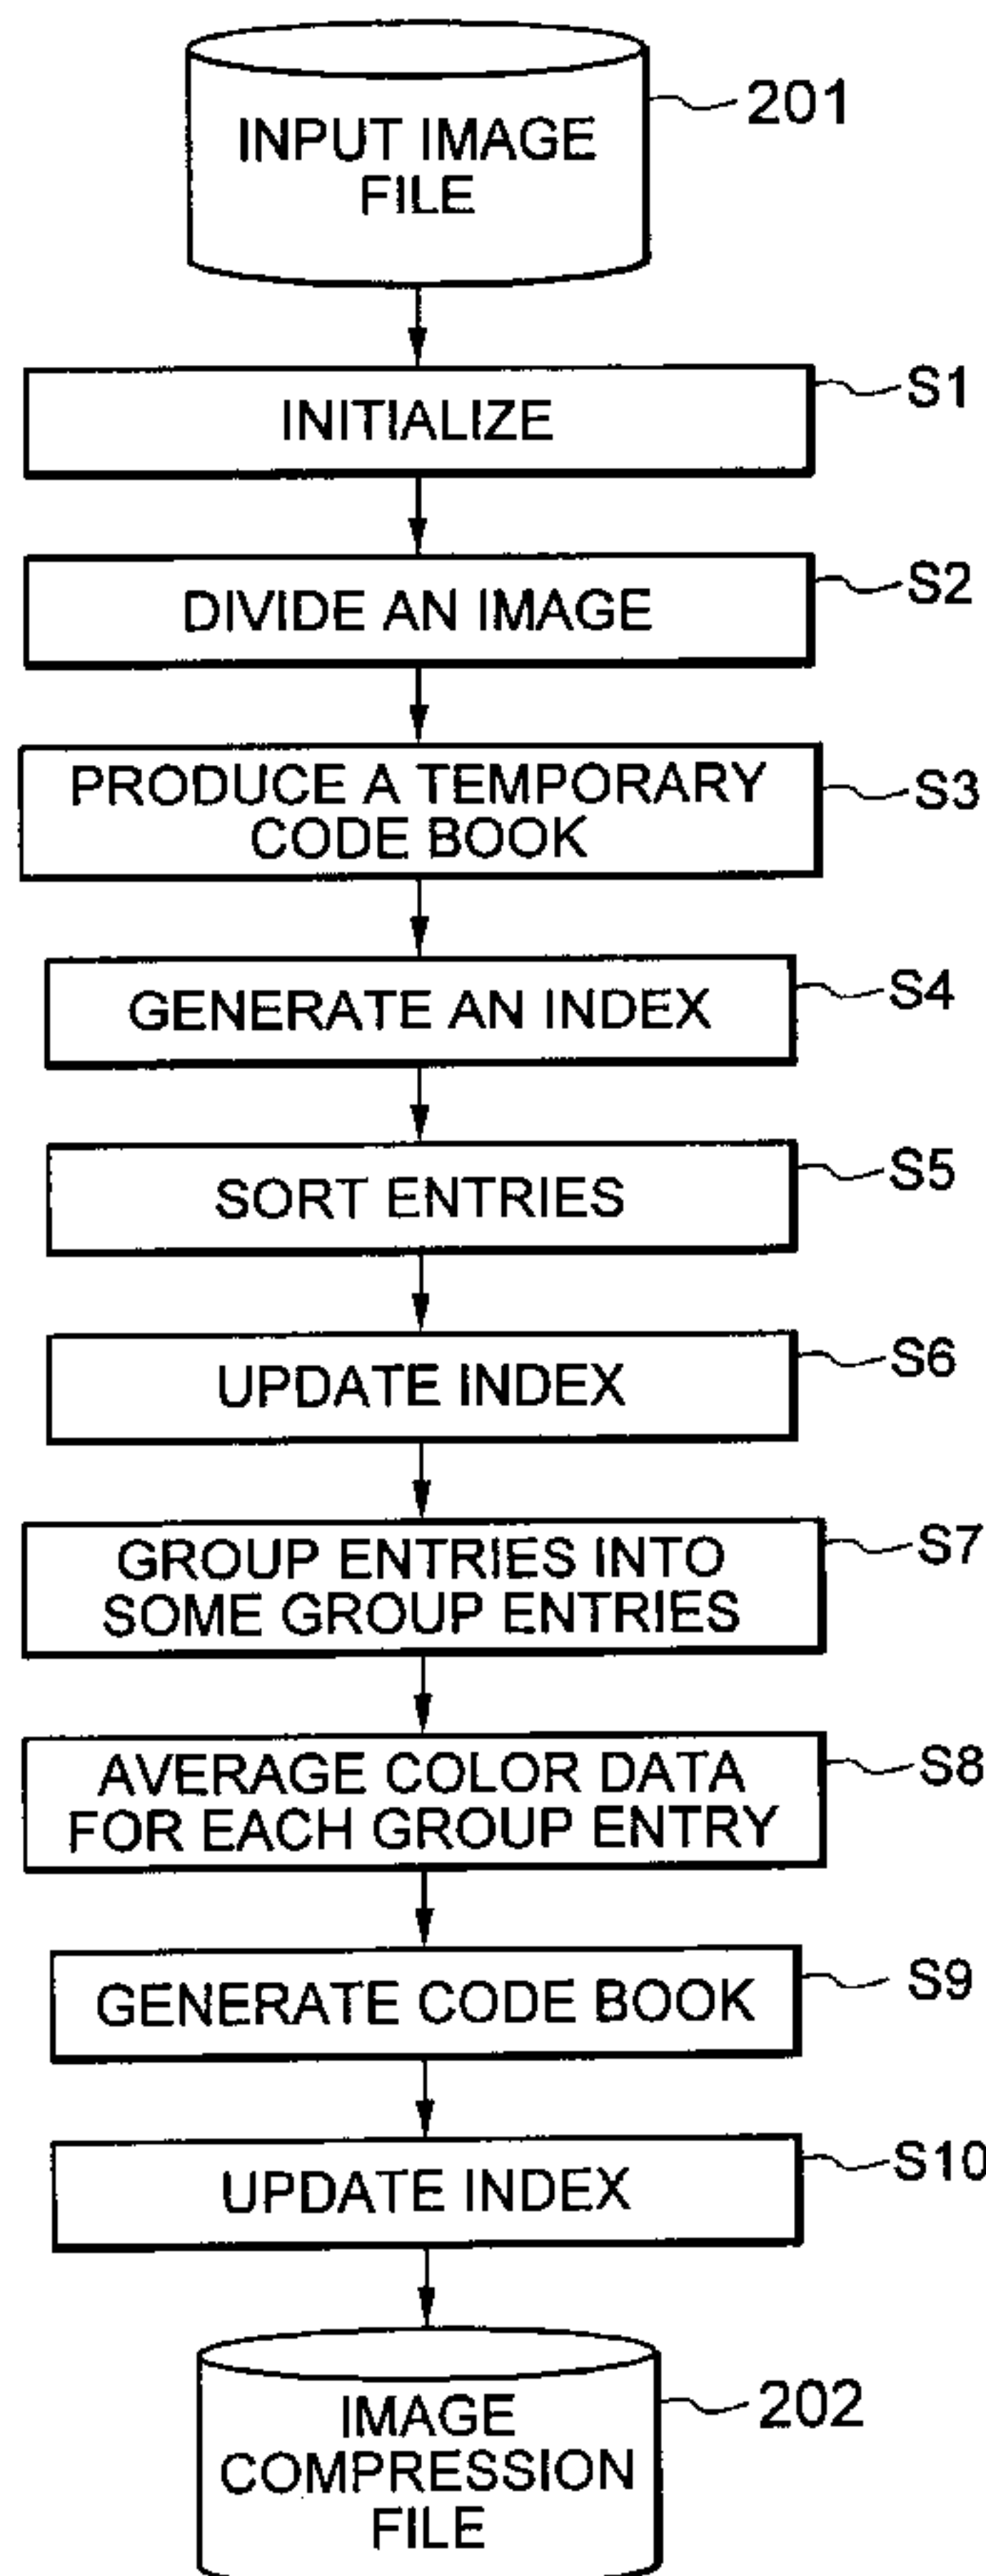 INPUT IMAGE
FILE
201
INITIALIZE
S1
DIVIDE AN IMAGE
S2
PRODUCE A TEMPORARY
CODE BOOK
S3
GENERATE AN INDEX
S4
SORT ENTRIES
S5
UPDATE INDEX
S6
GROUP ENTRIES INTO
SOME GROUP ENTRIES
S7
AVERAGE COLOR DATA
FOR EACH GROUP ENTRY
S8
GENERATE CODE BOOK
S9
UPDATE INDEX
S10
IMAGE
COMPRESSION
FILE
202